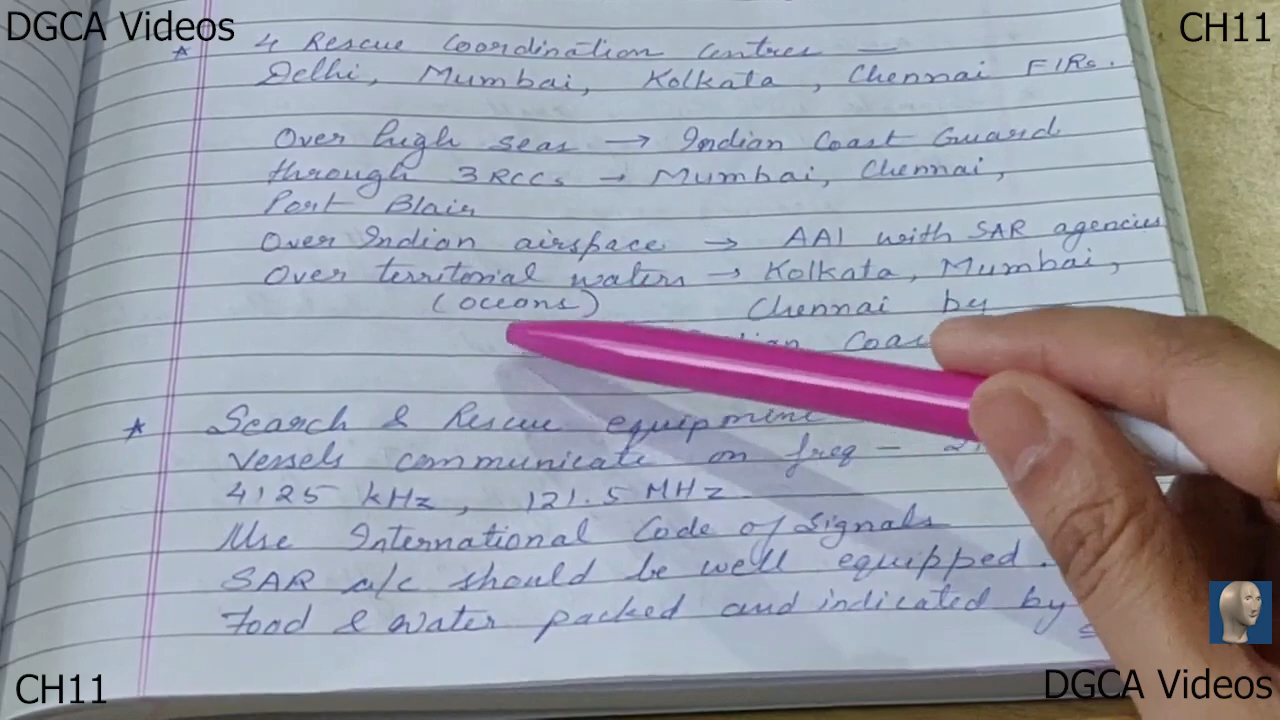 DGCA Videos
CH11
* 4 Rescue Coordination Centres —
Delhi, Mumbai, Kolkata, Chennai FIRs.
Over high seas → Indian Coast Guard
through 3 RCCs → Mumbai, Chennai,
Port Blair
Over Indian airspace → AAI with SAR agencies
Over territorial waters → Kolkata, Mumbai,
(oceans) Chennai by
* Search & Rescue equipment
vessels communicate on freq –
4125 kHz, 121.5 MHz
Use International Code of Signals
SAR a/c should be well equipped.
Food & water packed and indicated by
CH11
DGCA Videos